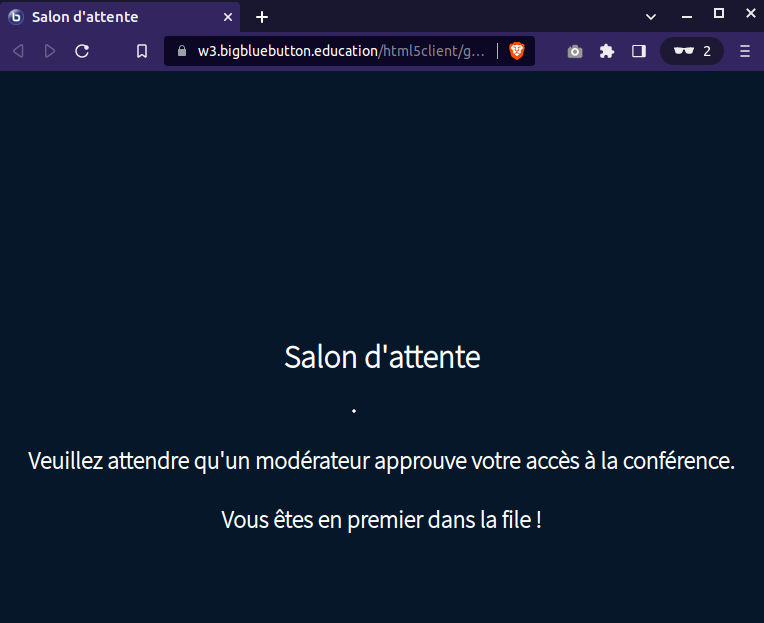 Salon d'attente
w3.bigbluebutton.education/html5client/g...
2
Salon d'attente
Veuillez attendre qu'un modérateur approuve votre accès à la conférence.
Vous êtes en premier dans la file !